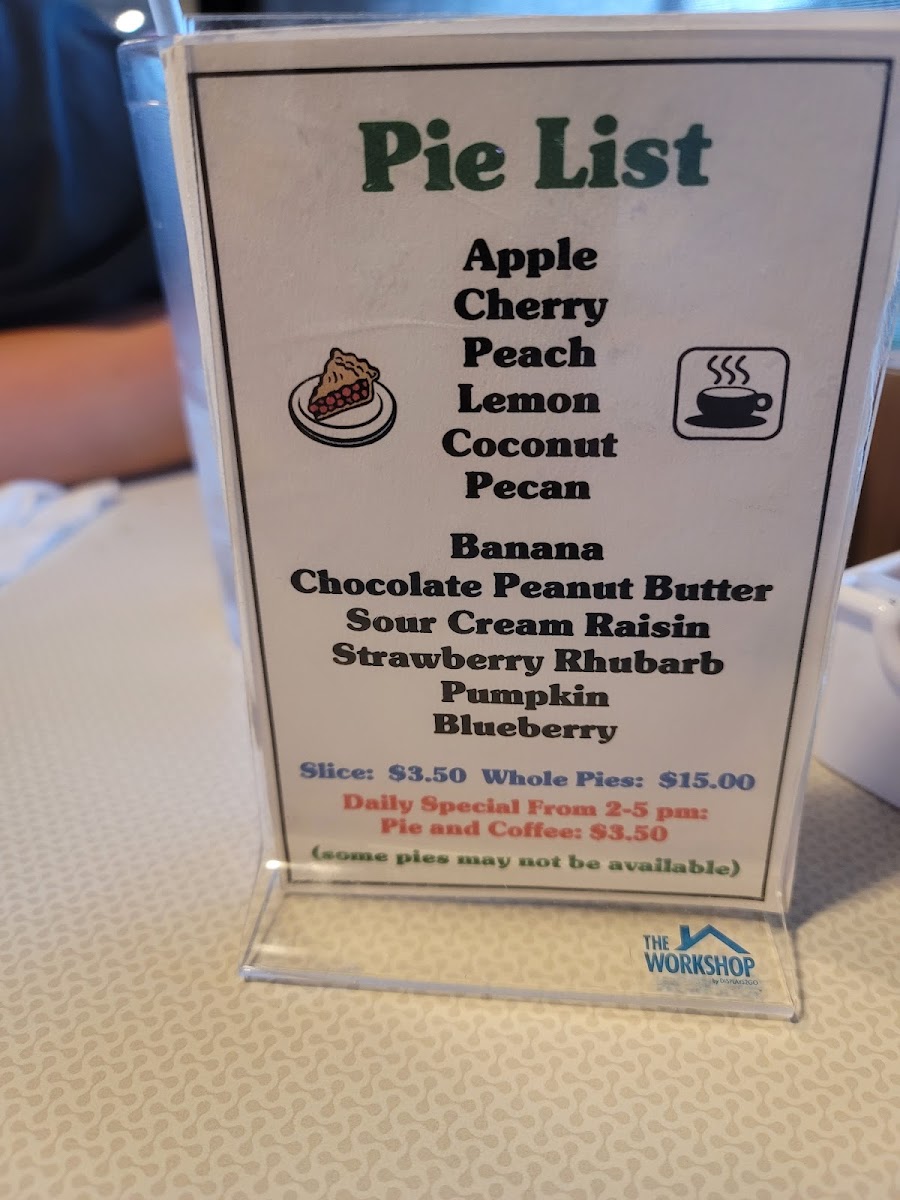 Pie List
Apple
Cherry
Peach
Lemon
Coconut
Pecan
Banana
Chocolate Peanut Butter
Sour Cream Raisin
Strawberry Rhubarb
Pumpkin
Blueberry
Slice: $3.50 Whole Pies: $15.00
Daily Special From 2-5 pm:
Pie and Coffee: $3.50
(some pies may not be available)
THE
WORKSHOP
by DISPLAYS2GO